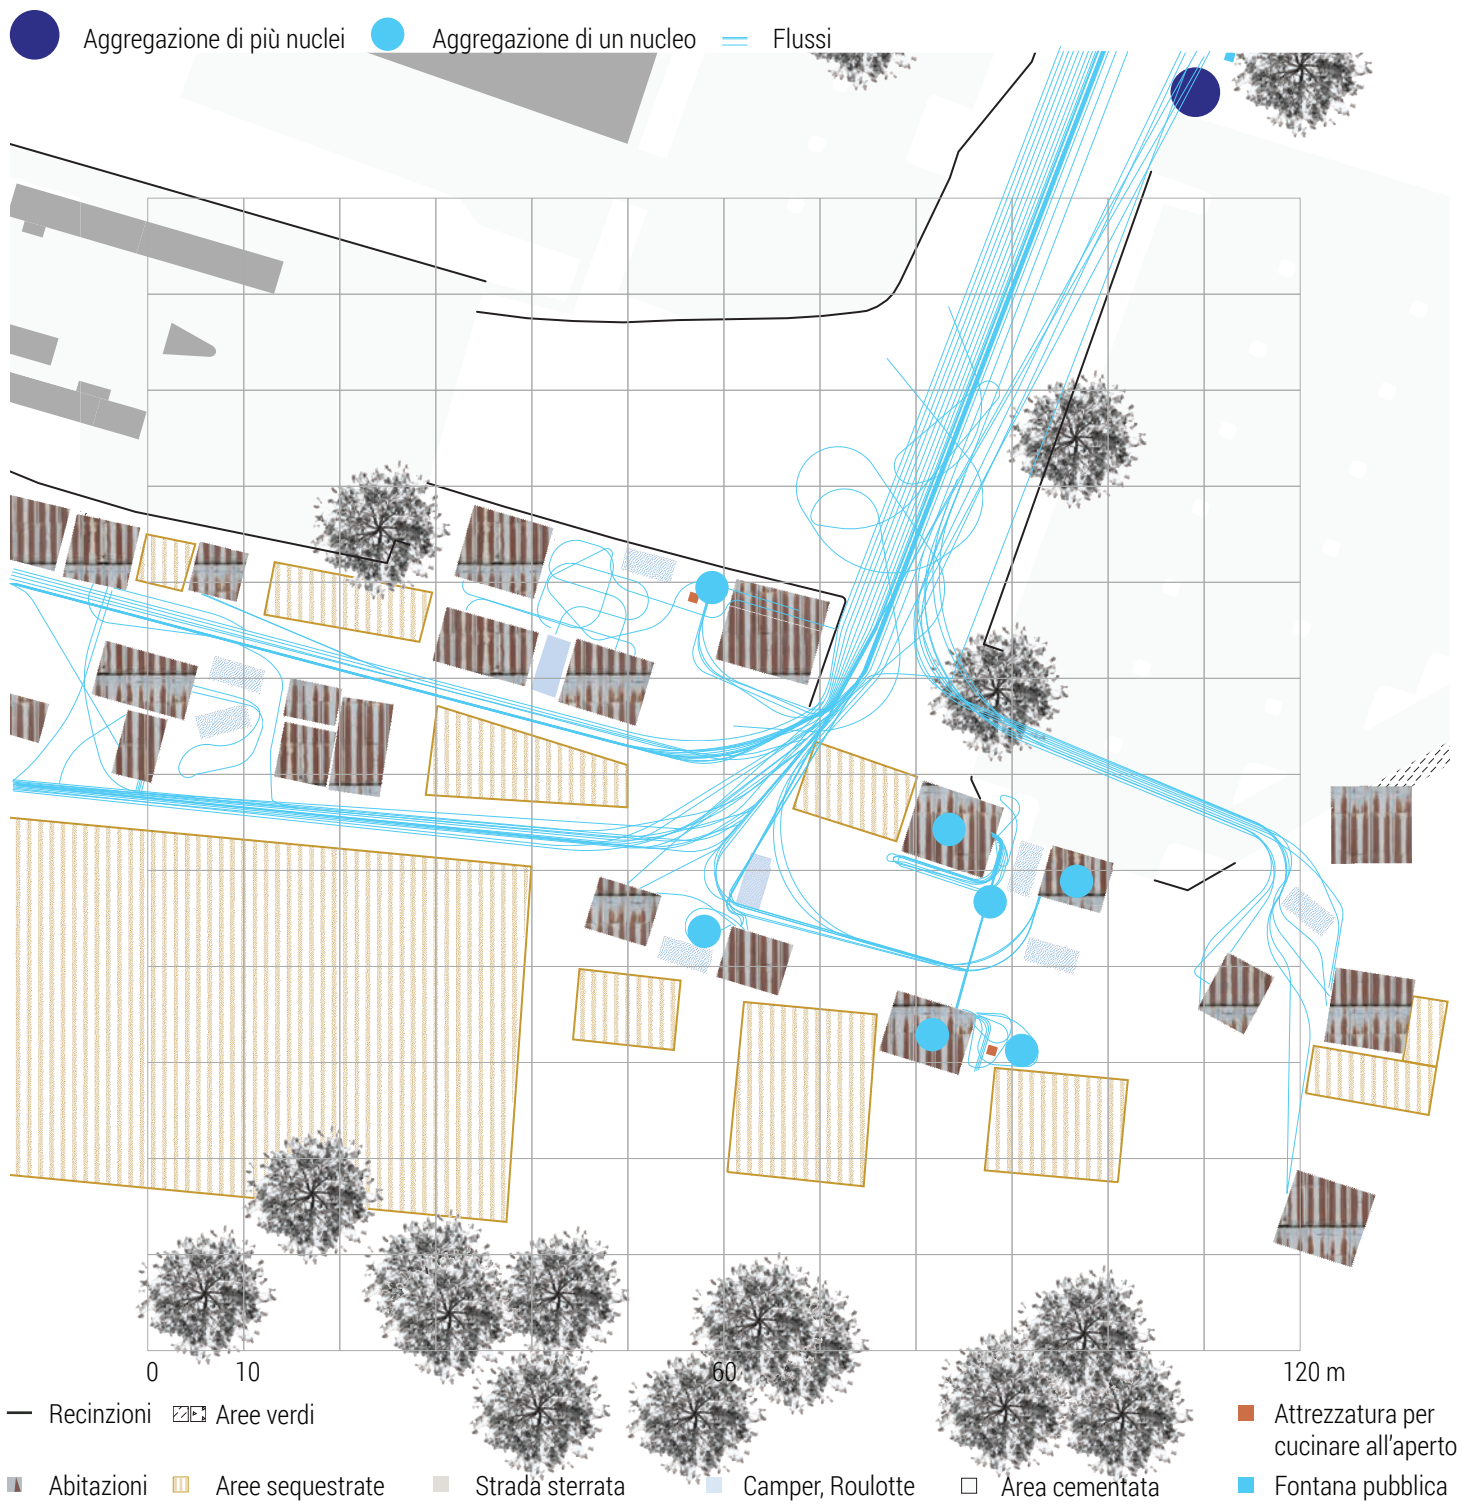 Aggregazione di più nuclei Aggregazione di un nucleo Flussi
0 10 60 120 m
Recinzioni Aree verdi Attrezzatura per
cucinare all'aperto
Abitazioni Aree sequestrate Strada sterrata Camper, Roulotte Area cementata Fontana pubblica